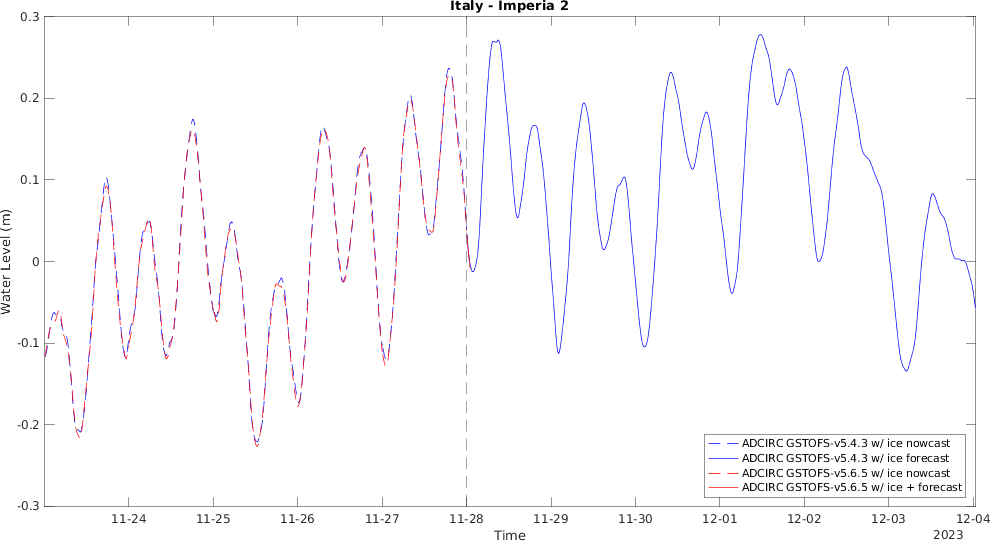 Italy - Imperia 2
0.3
0.2
0.1
0
-0.1
-0.2
-0.3
Water Level (m)
11-24 11-25 11-26 11-27 11-28 11-29 11-30 12-01 12-02 12-03 12-04
Time
2023
ADCIRC GSTOFS-v5.4.3 w/ ice nowcast
ADCIRC GSTOFS-v5.4.3 w/ ice forecast
ADCIRC GSTOFS-v5.6.5 w/ ice nowcast
ADCIRC GSTOFS-v5.6.5 w/ ice + forecast